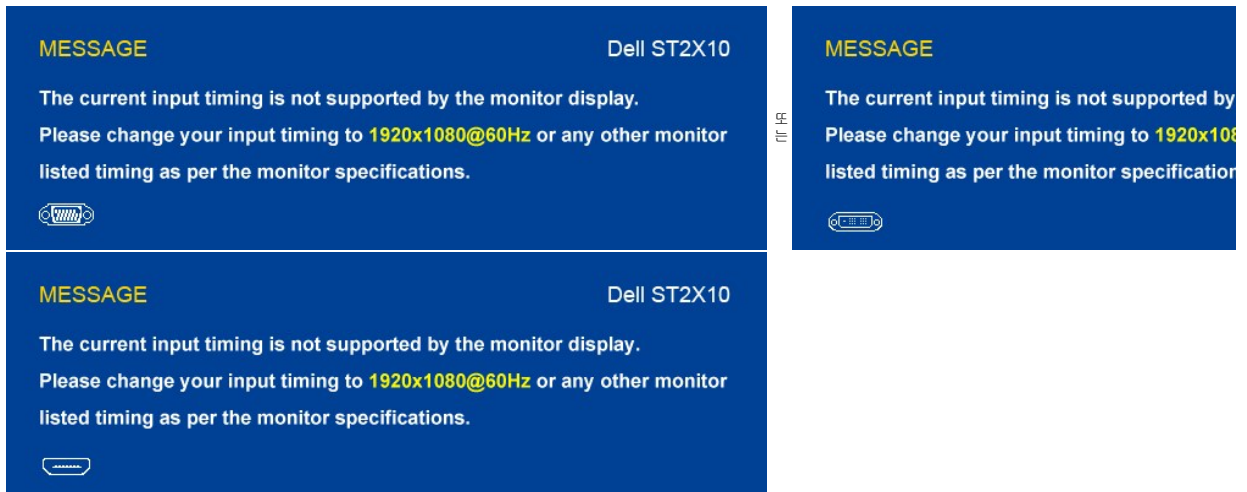 MESSAGE Dell ST2X10
The current input timing is not supported by the monitor display.
Please change your input timing to 1920x1080@60Hz or any other monitor
listed timing as per the monitor specifications.
또는
MESSAGE
The current input timing is not supported by
Please change your input timing to 1920x108
listed timing as per the monitor specification
MESSAGE Dell ST2X10
The current input timing is not supported by the monitor display.
Please change your input timing to 1920x1080@60Hz or any other monitor
listed timing as per the monitor specifications.